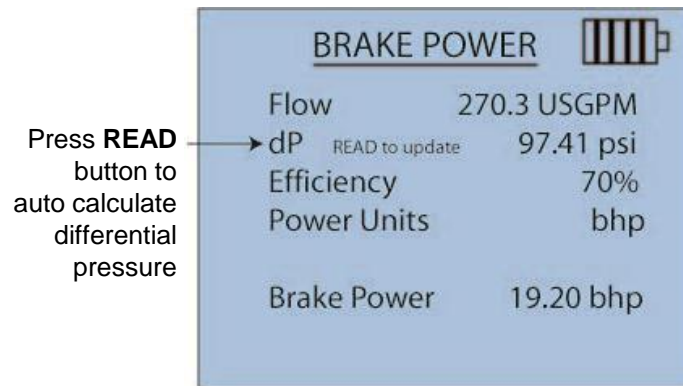 BRAKE POWER
Flow 270.3 USGPM
dP READ to update 97.41 psi
Efficiency 70%
Power Units bhp
Brake Power 19.20 bhp
Press READ
button to
auto calculate
differential
pressure